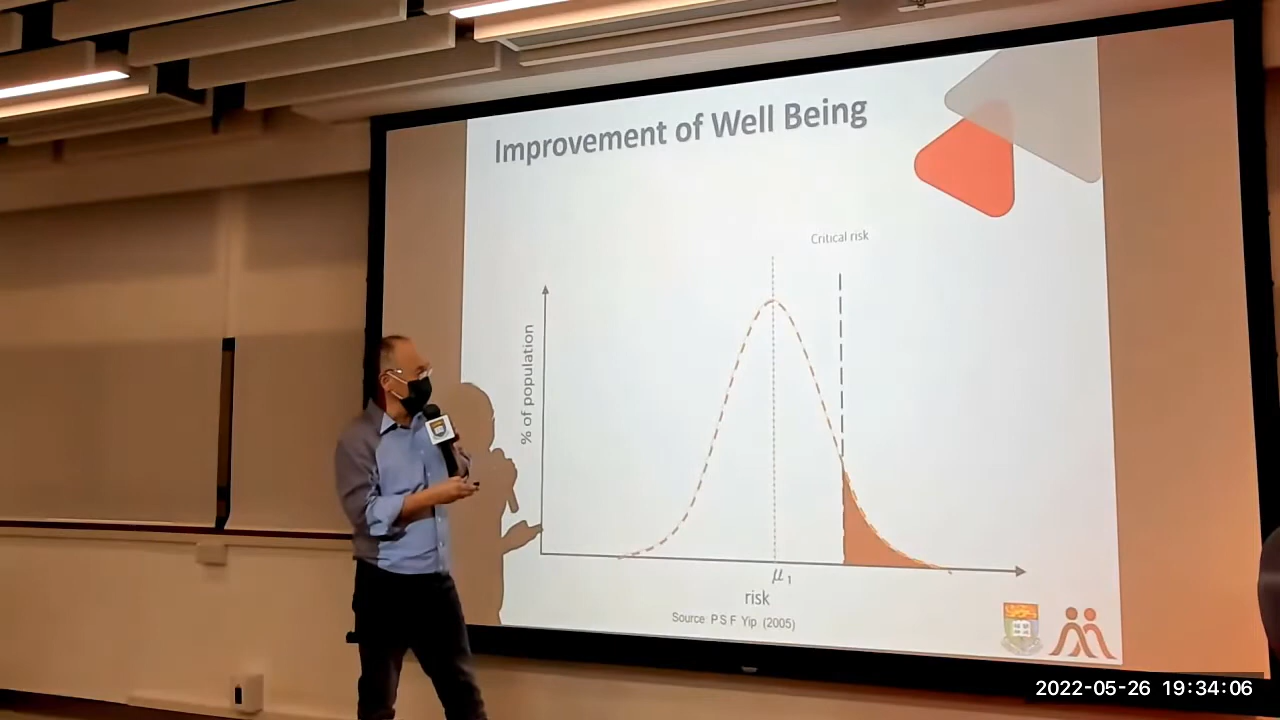 Improvement of Well Being
Critical risk
% of population
μ1
risk
Source P S F Yip (2005)
2022-05-26 19:34:06